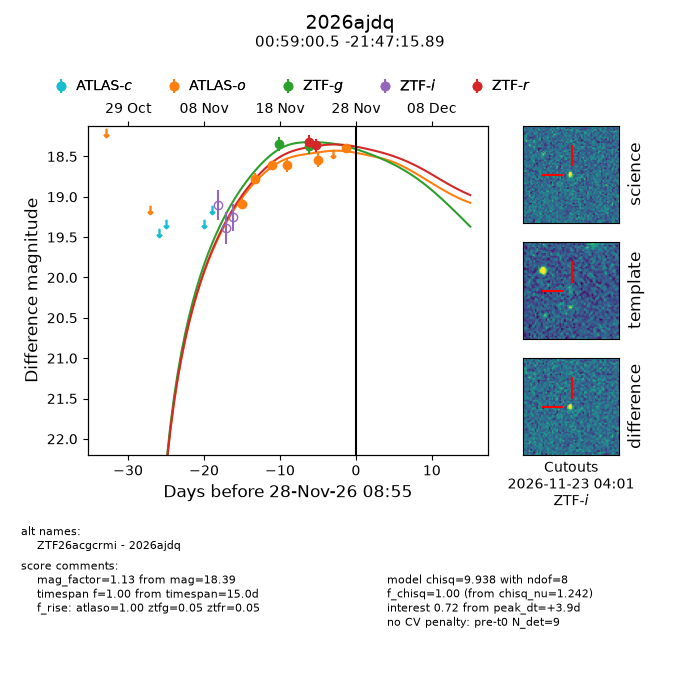 2026ajdq
00:59:00.5 -21:47:15.89
ATLAS-c ATLAS-o ZTF-g ZTF-i ZTF-r
29 Oct 08 Nov 18 Nov 28 Nov 08 Dec
18.5
19.0
19.5
20.0
20.5
21.0
21.5
22.0
Difference magnitude
−30 −20 −10 0 10
Days before 28-Nov-26 08:55
science
template
difference
Cutouts
2026-11-23 04:01
ZTF-i
alt names:
ZTF26acgcrmi - 2026ajdq
score comments:
mag_factor=1.13 from mag=18.39
timespan f=1.00 from timespan=15.0d
f_rise: atlaso=1.00 ztfg=0.05 ztfr=0.05
model chisq=9.938 with ndof=8
f_chisq=1.00 (from chisq_nu=1.242)
interest 0.72 from peak_dt=+3.9d
no CV penalty: pre-t0 N_det=9